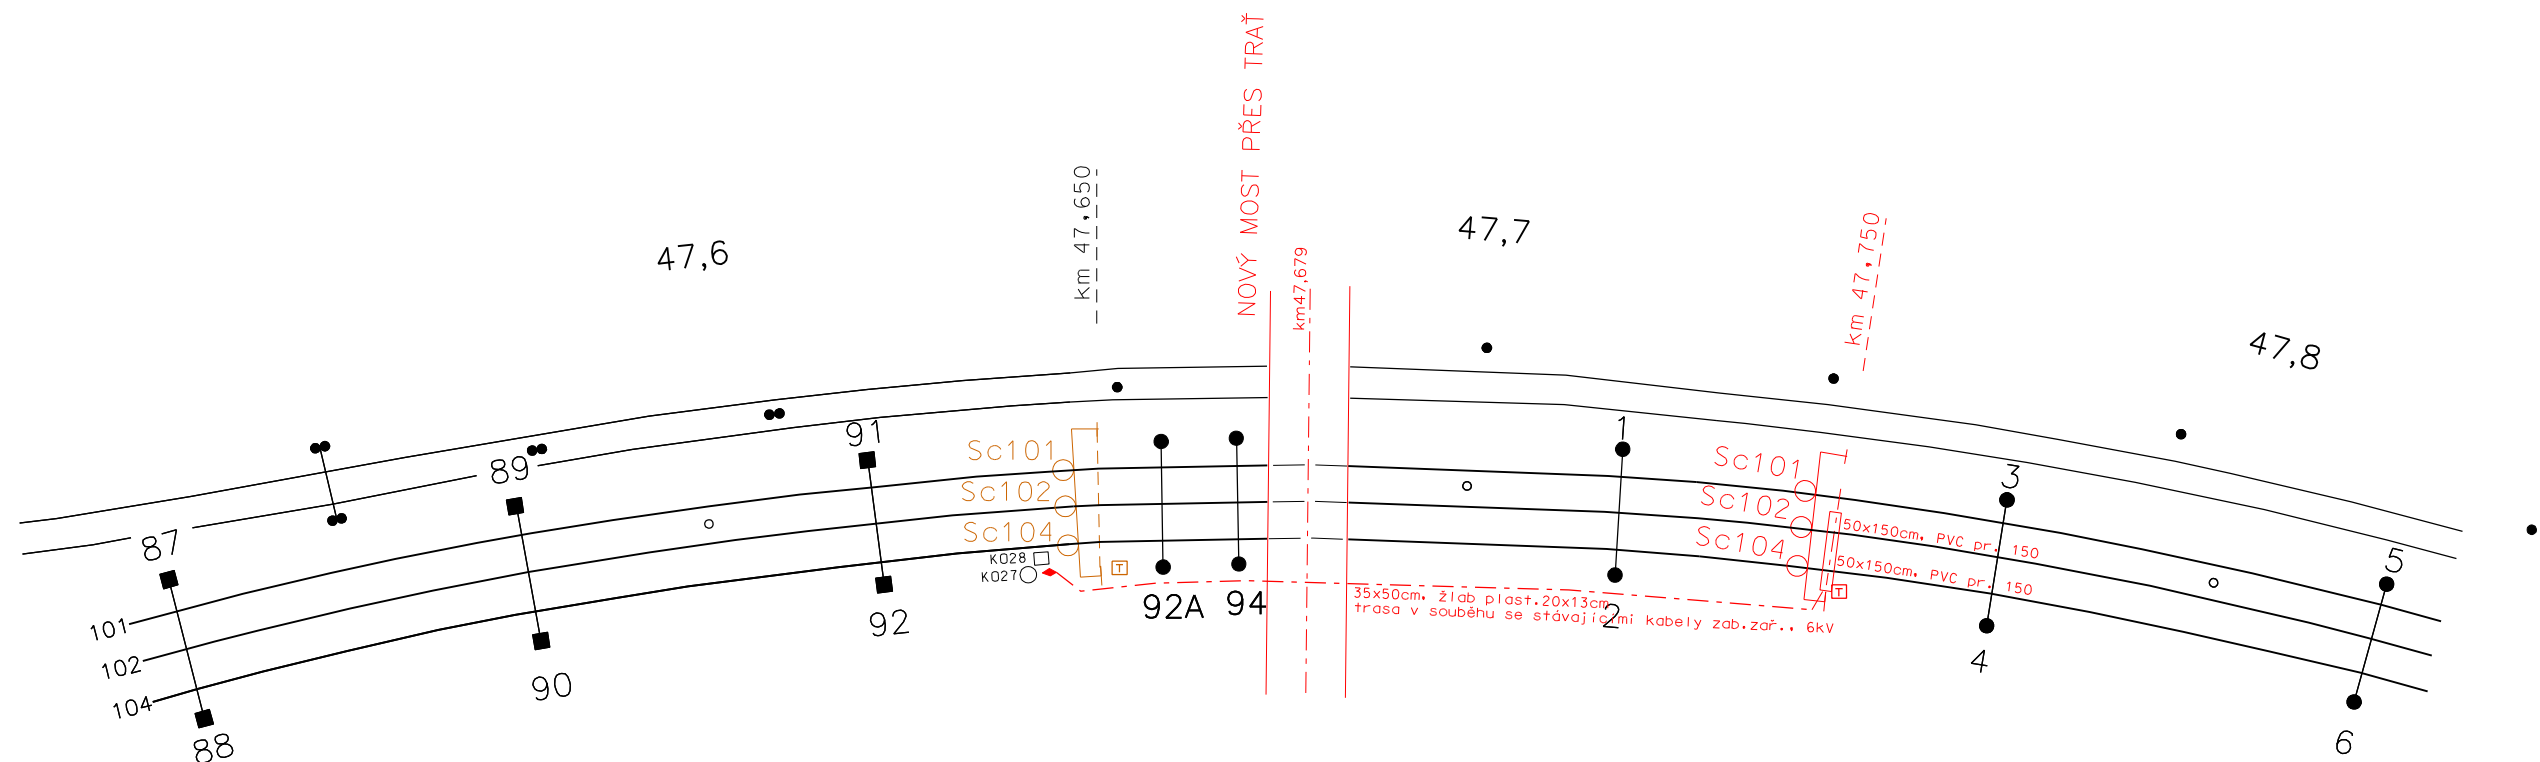 NOVÝ MOST PŘES TRAŤ
km 47,650
km47,679
km 47,750
47,6
47,7
47,8
87
89
91
1
3
5
Sc101
Sc102
Sc104
KO28
KO27
T
Sc101
Sc102
Sc104
50x150cm, PVC pr. 150
50x150cm, PVC pr. 150
T
35x50cm, žlab plast.20x13cm
trasa v souběhu se stávajícími kabely zab.zař., 6kV
101
102
104
88
90
92
92A
94
2
4
6